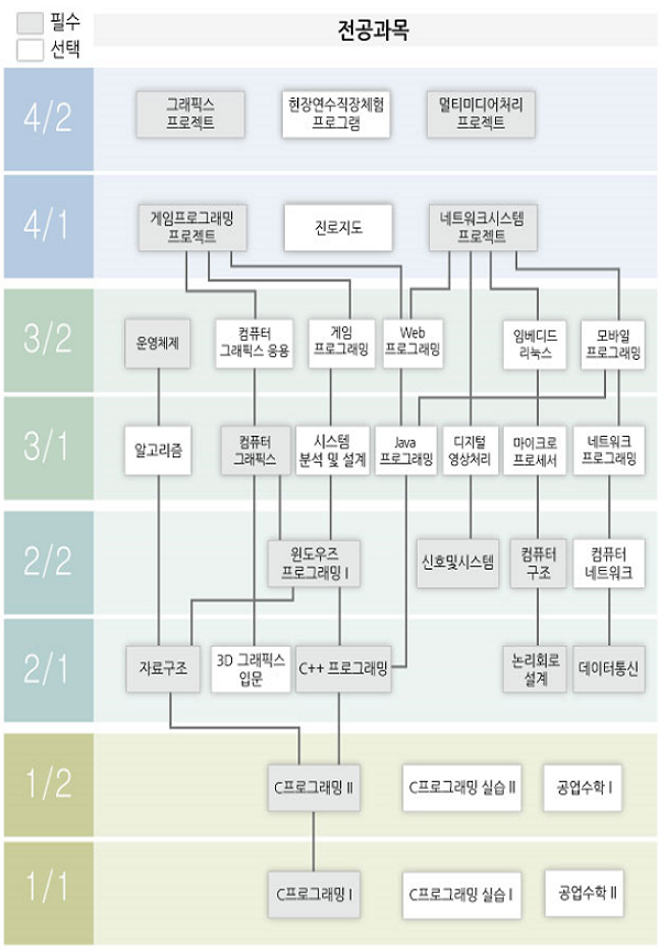 필수
선택
전공과목
4/2
그래픽스
프로젝트
현장연수직장체험
프로그램
멀티미디어처리
프로젝트
4/1
게임프로그래밍
프로젝트
진로지도
네트워크시스템
프로젝트
3/2
운영체제
컴퓨터
그래픽스 응용
게임
프로그래밍
Web
프로그래밍
임베디드
리눅스
모바일
프로그래밍
3/1
알고리즘
컴퓨터
그래픽스
시스템
분석 및 설계
Java
프로그래밍
디지털
영상처리
마이크로
프로세서
네트워크
프로그래밍
2/2
윈도우즈
프로그래밍 I
신호및시스템
컴퓨터
구조
컴퓨터
네트워크
2/1
자료구조
3D 그래픽스
입문
C++ 프로그래밍
논리회로
설계
데이터통신
1/2
C프로그래밍 II
C프로그래밍 실습 II
공업수학 I
1/1
C프로그래밍 I
C프로그래밍 실습 I
공업수학 II